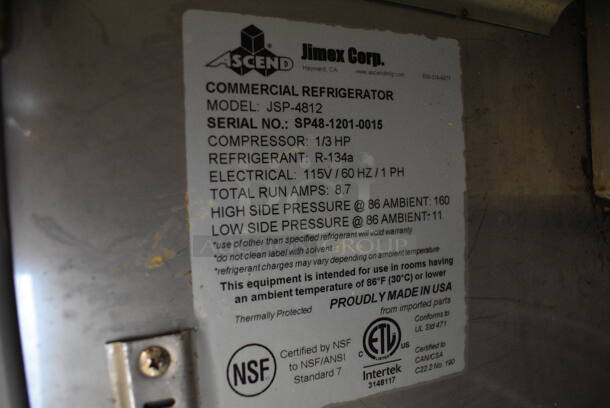 ASCEND
Jimex Corp.
Hayward, CA www.ascendmfg.com
COMMERCIAL REFRIGERATOR
MODEL: JSP-4812
SERIAL NO.: SP48-1201-0015
COMPRESSOR: 1/3 HP
REFRIGERANT: R-134a
ELECTRICAL: 115V / 60 HZ / 1 PH
TOTAL RUN AMPS: 8.7
HIGH SIDE PRESSURE @ 86 AMBIENT: 160
LOW SIDE PRESSURE @ 86 AMBIENT: 11
*use of other than specified refrigerant will void warranty
*do not clean label with solvent
*refrigerant charges may vary depending on ambient temperature
This equipment is intended for use in rooms having
an ambient temperature of 86°F (30°C) or lower
PROUDLY MADE IN USA
Thermally Protected from imported parts
NSF
Certified by NSF
to NSF/ANSI
Standard 7
C ETL US
Intertek
3148117
Conforms to
UL Std 471
Certified to
CAN/CSA
C22.2 No. 190